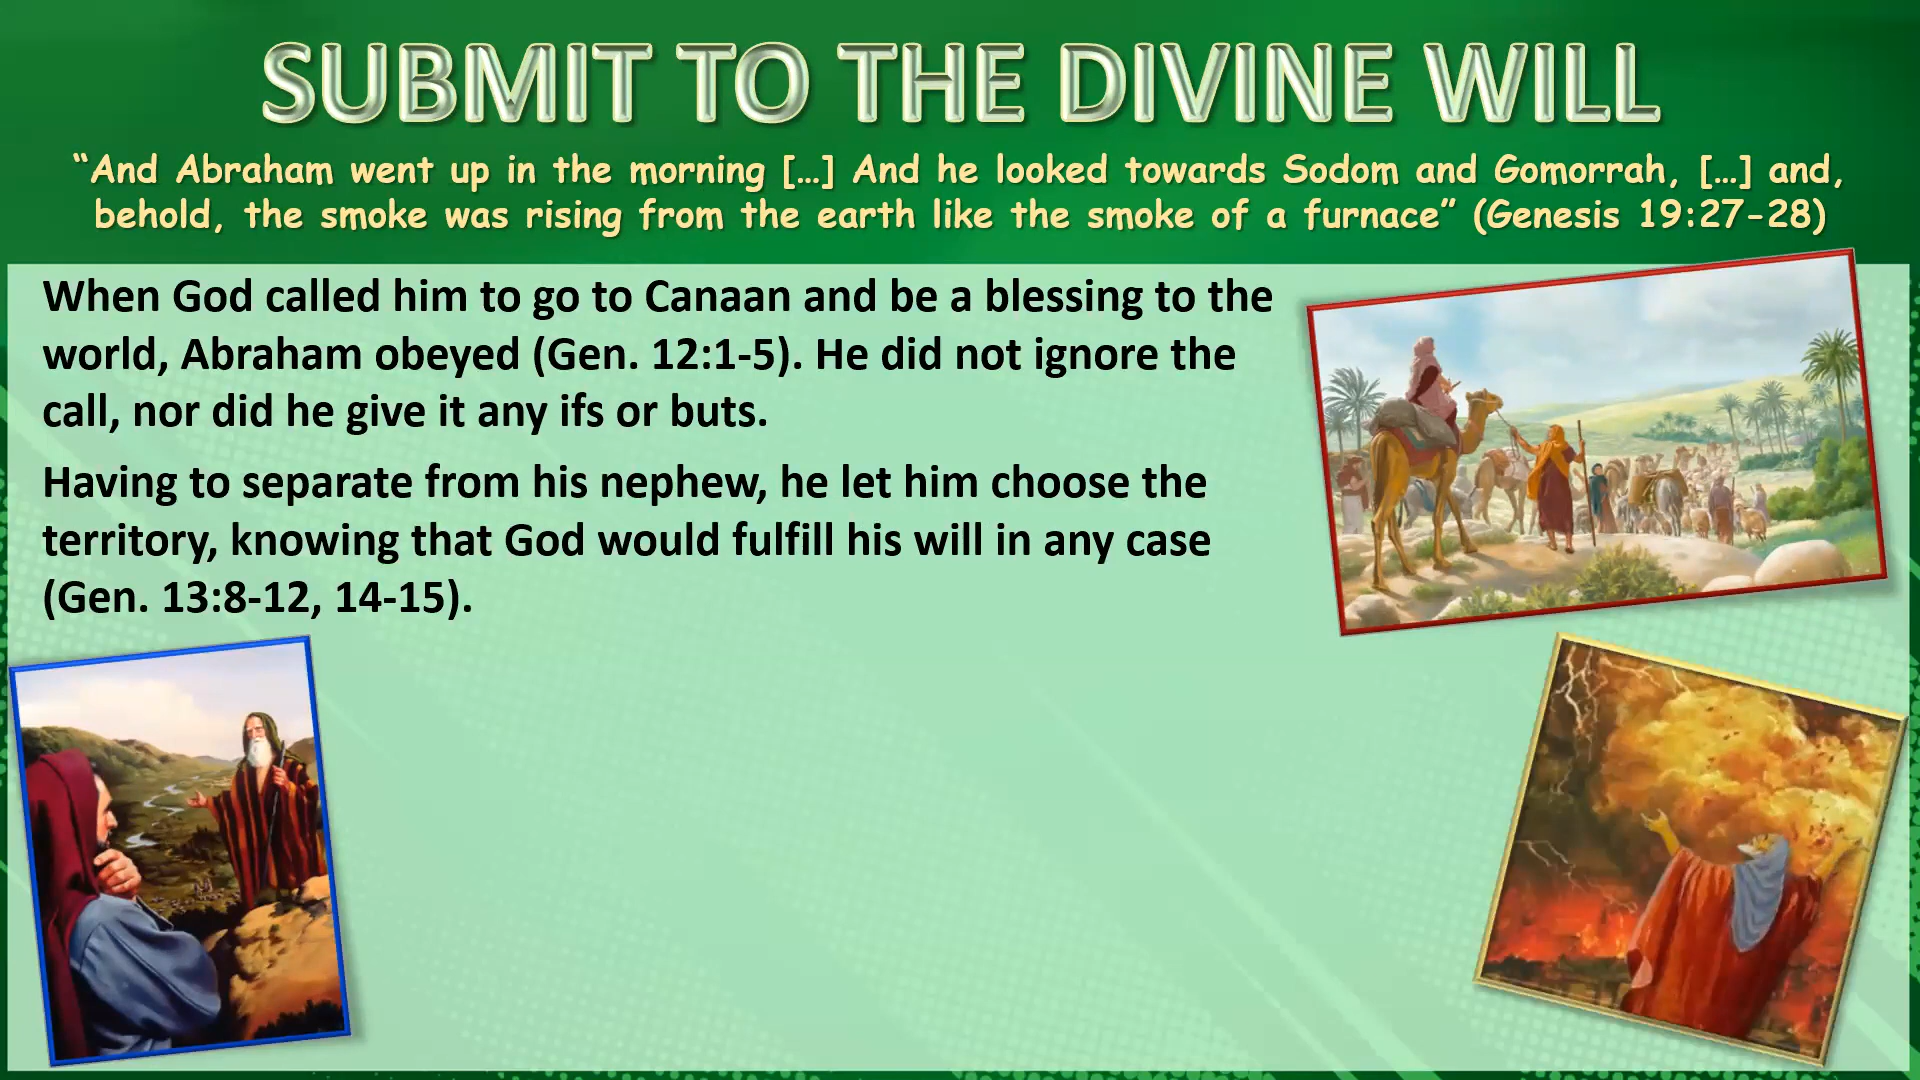 SUBMIT TO THE DIVINE WILL
“And Abraham went up in the morning […] And he looked towards Sodom and Gomorrah, […] and,
behold, the smoke was rising from the earth like the smoke of a furnace” (Genesis 19:27-28)
When God called him to go to Canaan and be a blessing to the
world, Abraham obeyed (Gen. 12:1-5). He did not ignore the
call, nor did he give it any ifs or buts.
Having to separate from his nephew, he let him choose the
territory, knowing that God would fulfill his will in any case
(Gen. 13:8-12, 14-15).